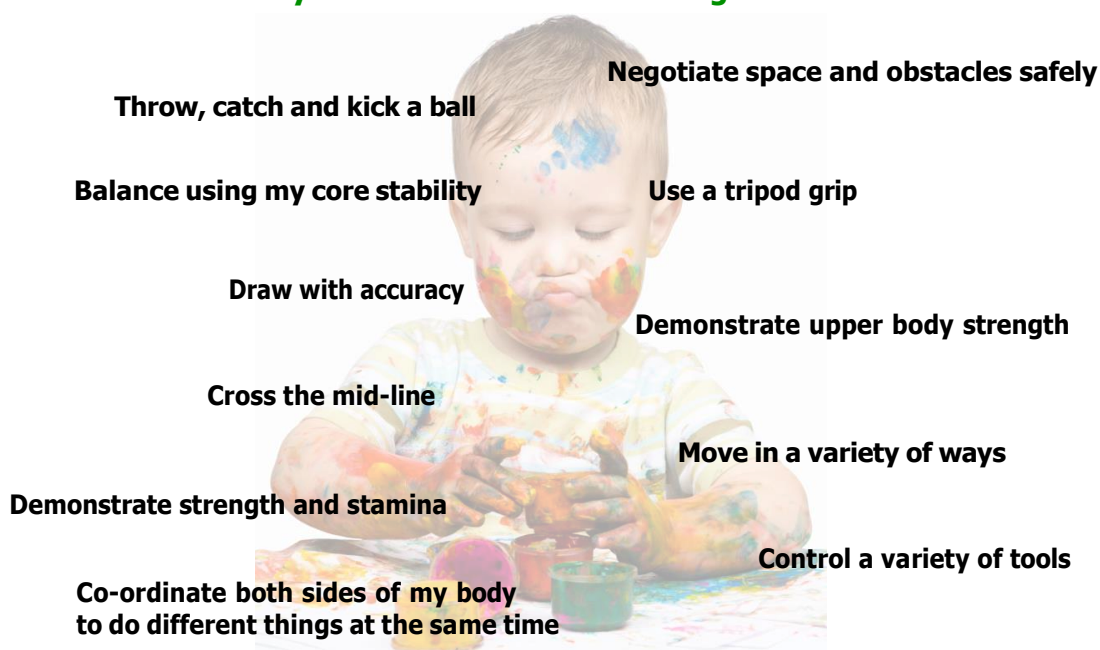 Negotiate space and obstacles safely
Throw, catch and kick a ball
Balance using my core stability
Use a tripod grip
Draw with accuracy
Demonstrate upper body strength
Cross the mid-line
Move in a variety of ways
Demonstrate strength and stamina
Control a variety of tools
Co-ordinate both sides of my body
to do different things at the same time